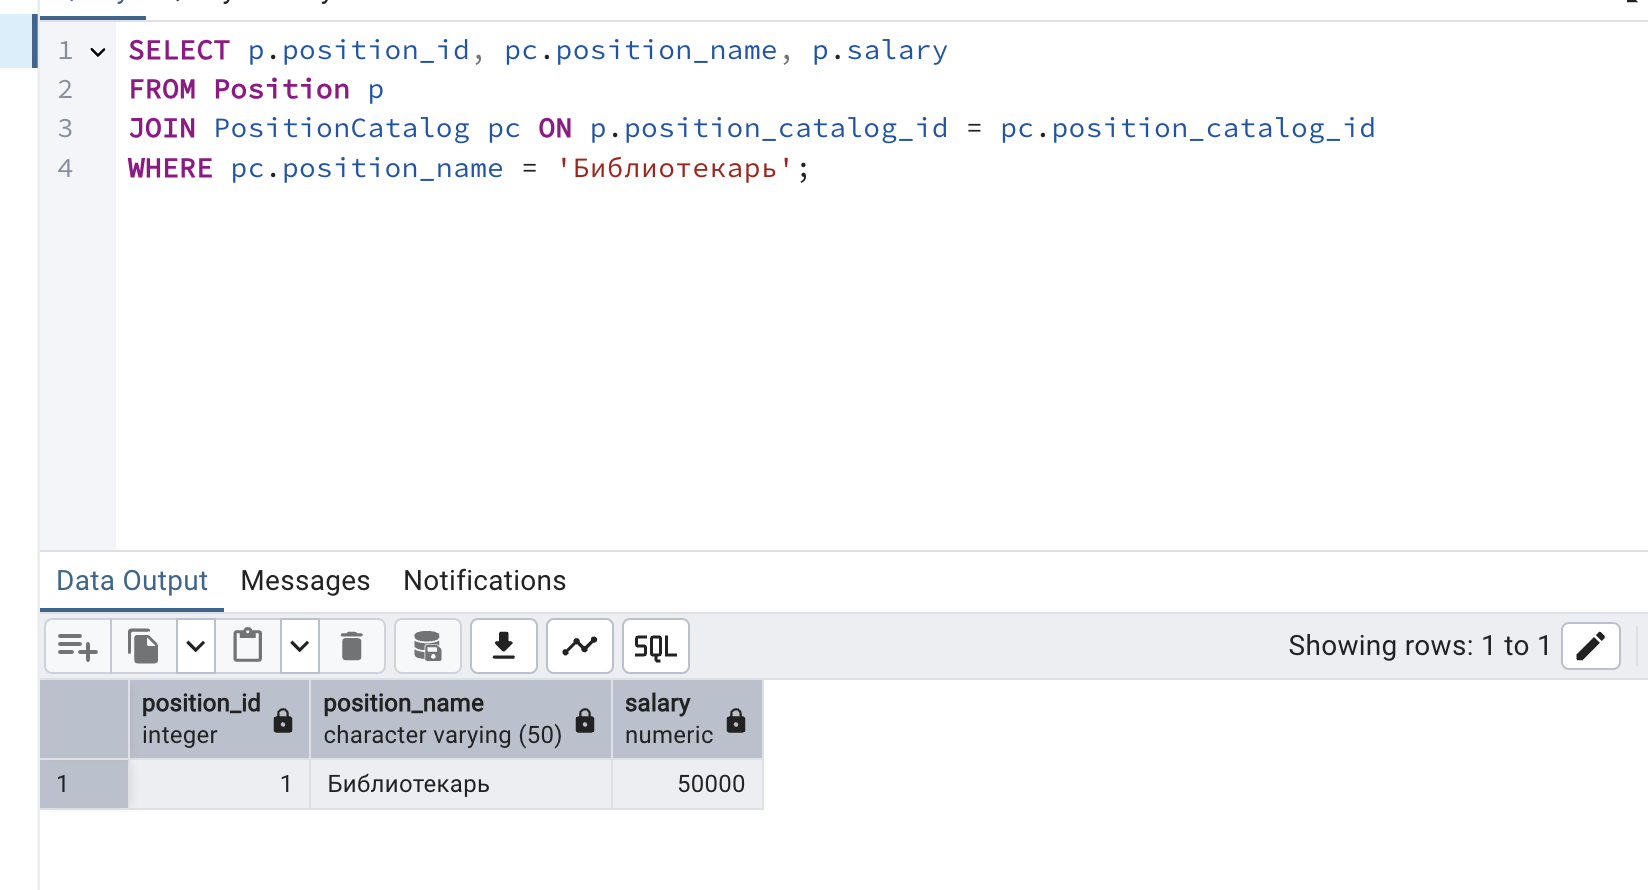 1 SELECT p.position_id, pc.position_name, p.salary
2 FROM Position p
3 JOIN PositionCatalog pc ON p.position_catalog_id = pc.position_catalog_id
4 WHERE pc.position_name = 'Библиотекарь';
Data Output Messages Notifications
SQL Showing rows: 1 to 1
position_id position_name salary
integer character varying (50) numeric
1 1 Библиотекарь 50000